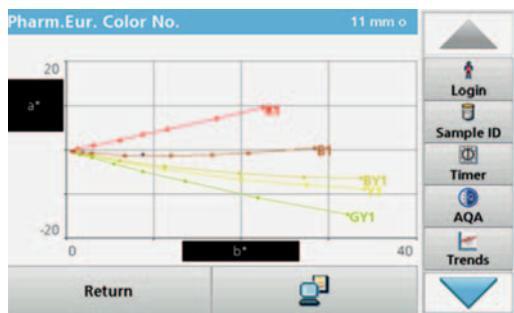 Pharm.Eur. Color No. 11 mm o
20
a*
-20
0
b*
40
R1
B1
BY1
Y1
GY1
Return
Login
Sample ID
Timer
AQA
Trends